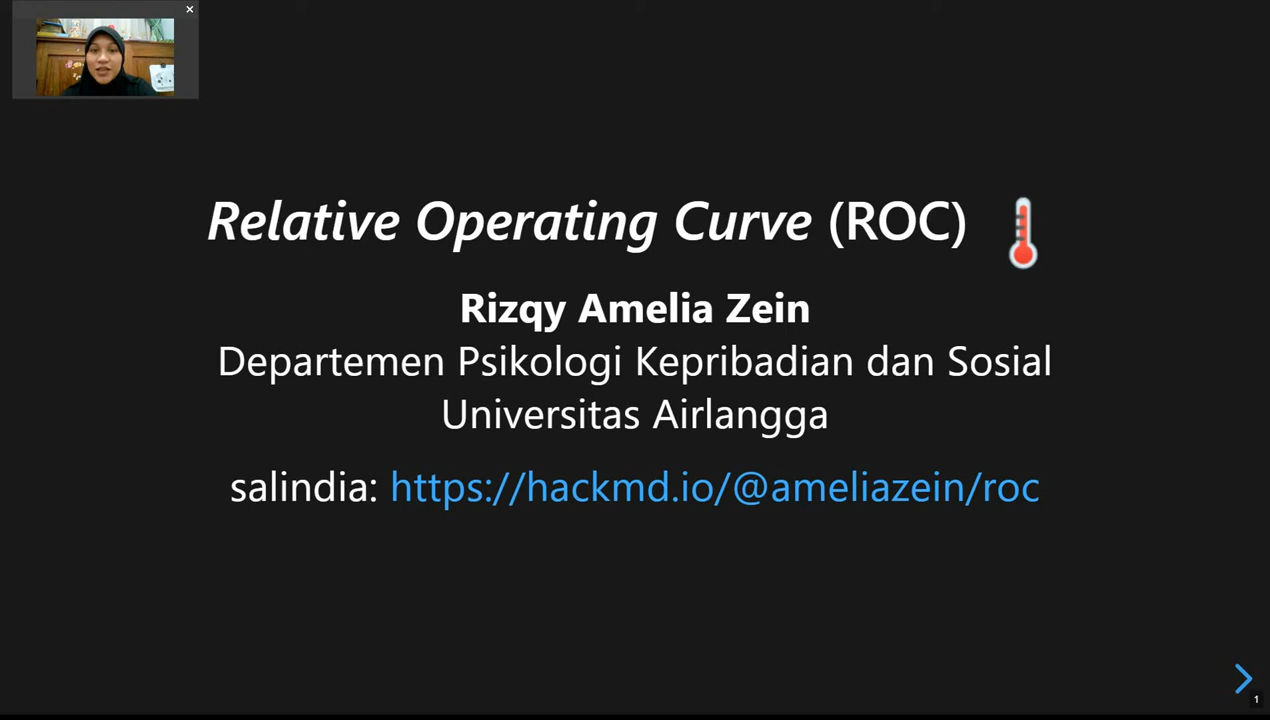 Relative Operating Curve (ROC)
Rizqy Amelia Zein
Departemen Psikologi Kepribadian dan Sosial
Universitas Airlangga
salindia: https://hackmd.io/@ameliazein/roc
1